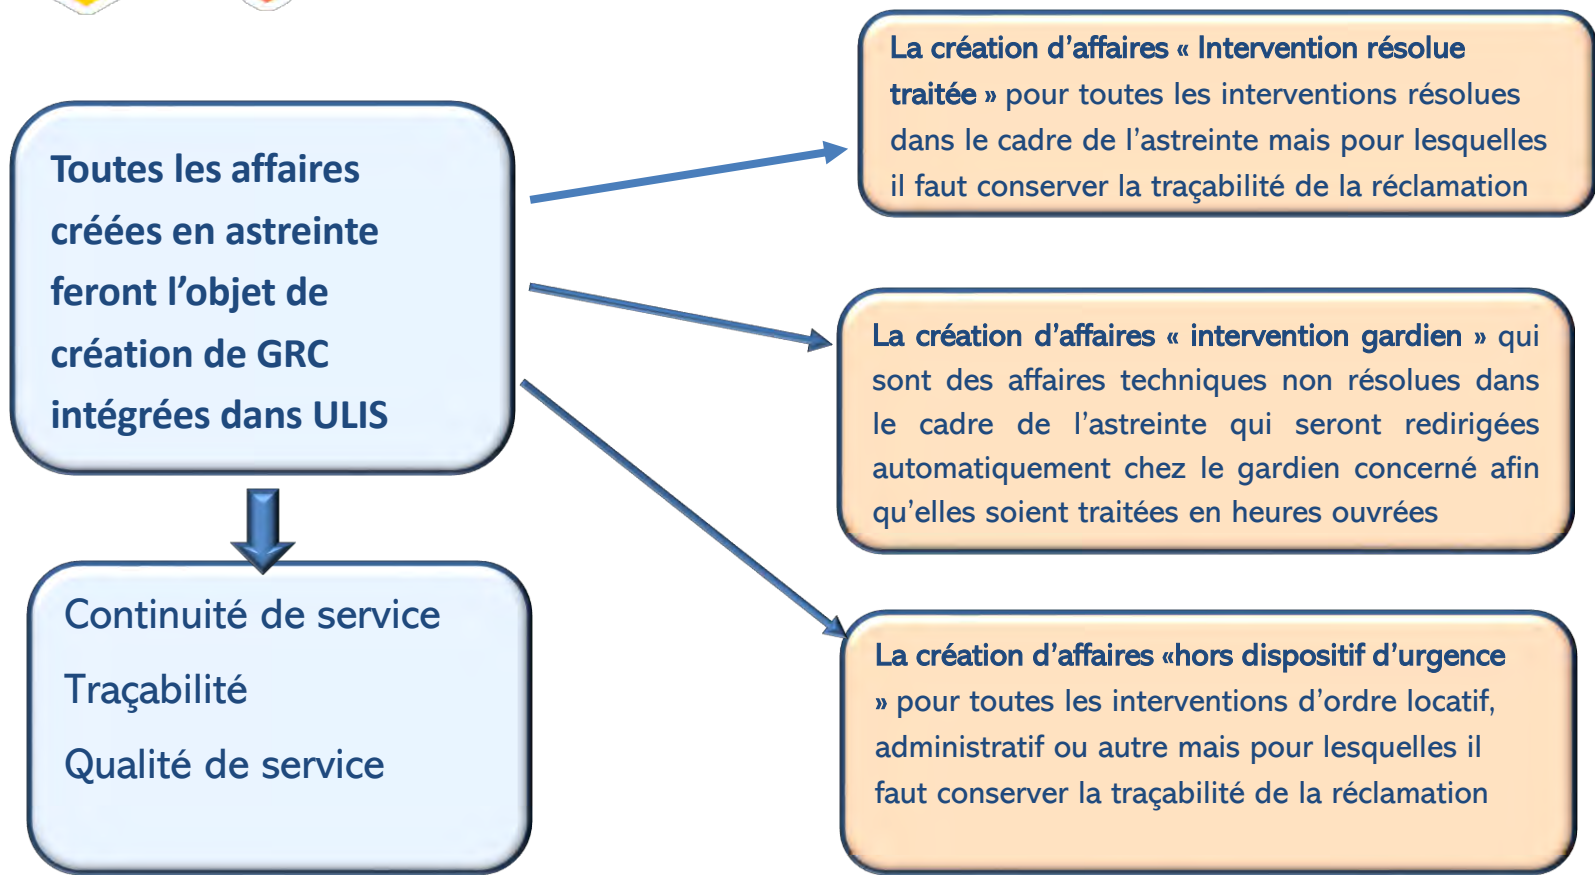 Toutes les affaires
créées en astreinte
feront l’objet de
création de GRC
intégrées dans ULIS
Continuité de service
Traçabilité
Qualité de service
La création d’affaires « Intervention résolue
traitée » pour toutes les interventions résolues
dans le cadre de l’astreinte mais pour lesquelles
il faut conserver la traçabilité de la réclamation
La création d’affaires « intervention gardien » qui
sont des affaires techniques non résolues dans
le cadre de l’astreinte qui seront redirigées
automatiquement chez le gardien concerné afin
qu’elles soient traitées en heures ouvrées
La création d’affaires «hors dispositif d’urgence
» pour toutes les interventions d’ordre locatif,
administratif ou autre mais pour lesquelles il
faut conserver la traçabilité de la réclamation